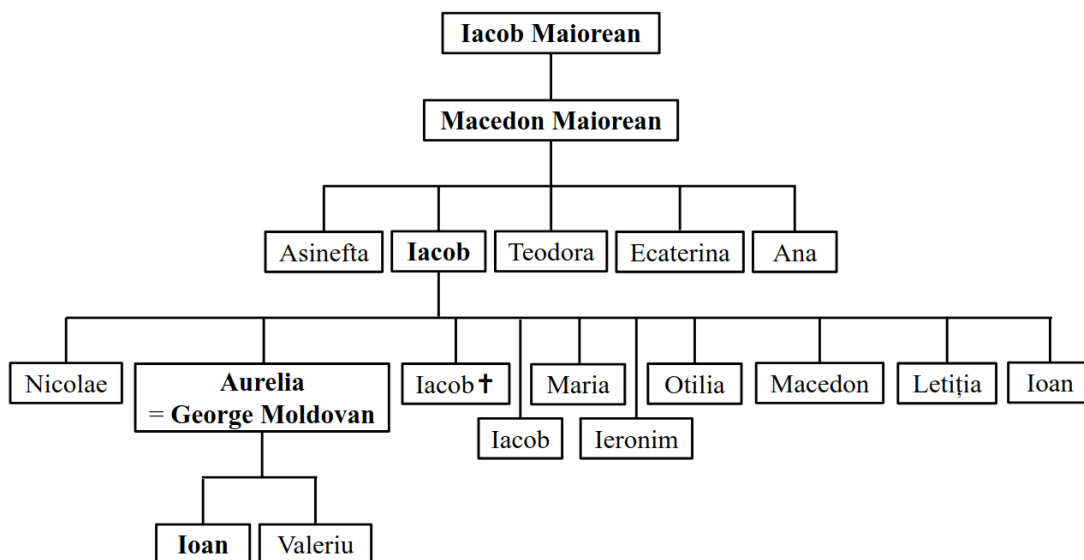 Iacob Maiorean
Macedon Maiorean
Asinefta
Iacob
Teodora
Ecaterina
Ana
Nicolae
Aurelia
= George Moldovan
Iacob✝
Iacob
Maria
Ieronim
Otilia
Macedon
Letiția
Ioan
Ioan
Valeriu